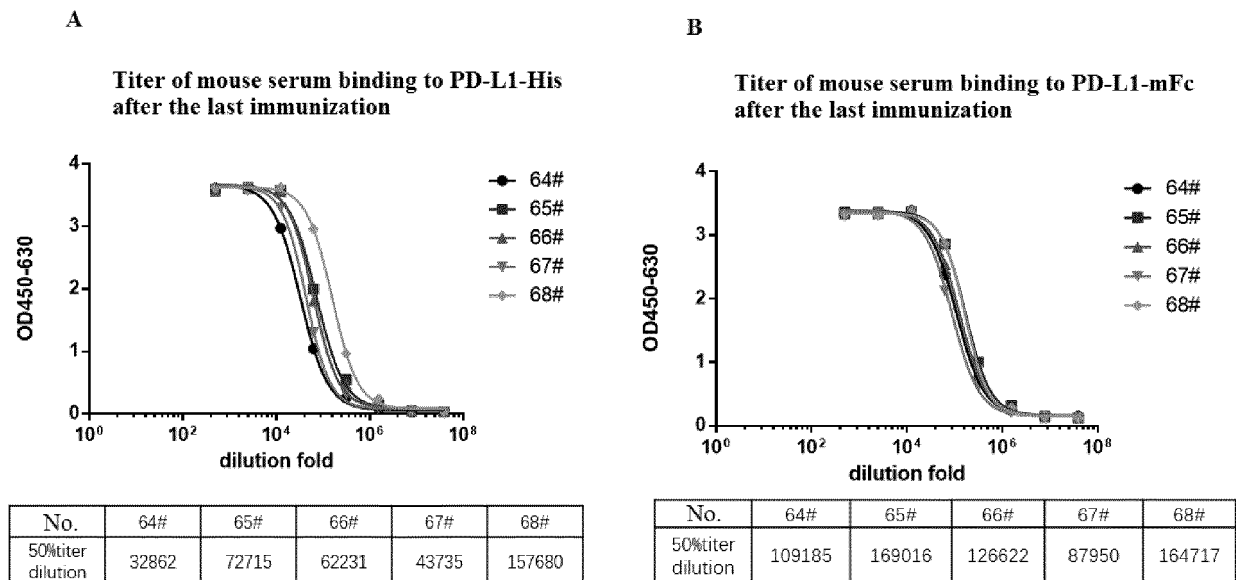 A
Titer of mouse serum binding to PD-L1-His
after the last immunization
4
3
2
1
0
OD450-630
10^0 10^2 10^4 10^6 10^8
dilution fold
64#
65#
66#
67#
68#
No. 64# 65# 66# 67# 68#
50%titer
dilution 32862 72715 62231 43735 157680
B
Titer of mouse serum binding to PD-L1-mFc
after the last immunization
4
3
2
1
0
OD450-630
10^0 10^2 10^4 10^6 10^8
dilution fold
64#
65#
66#
67#
68#
No. 64# 65# 66# 67# 68#
50%titer
dilution 109185 169016 126622 87950 164717